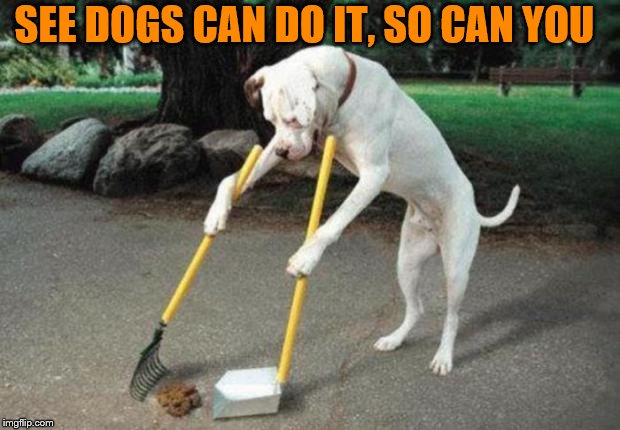 SEE DOGS CAN DO IT, SO CAN YOU
imgflip.com